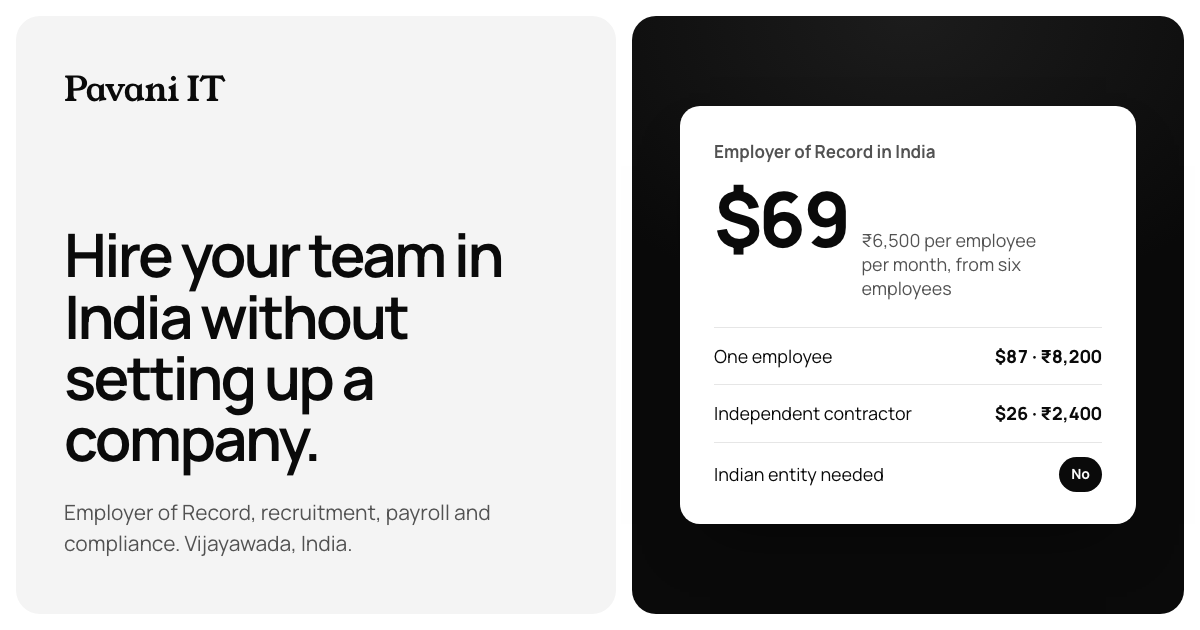 Pavani IT
Hire your team in
India without
setting up a
company.
Employer of Record, recruitment, payroll and
compliance. Vijayawada, India.
Employer of Record in India
$69
₹6,500 per employee
per month, from six
employees
One employee $87 · ₹8,200
Independent contractor $26 · ₹2,400
Indian entity needed No